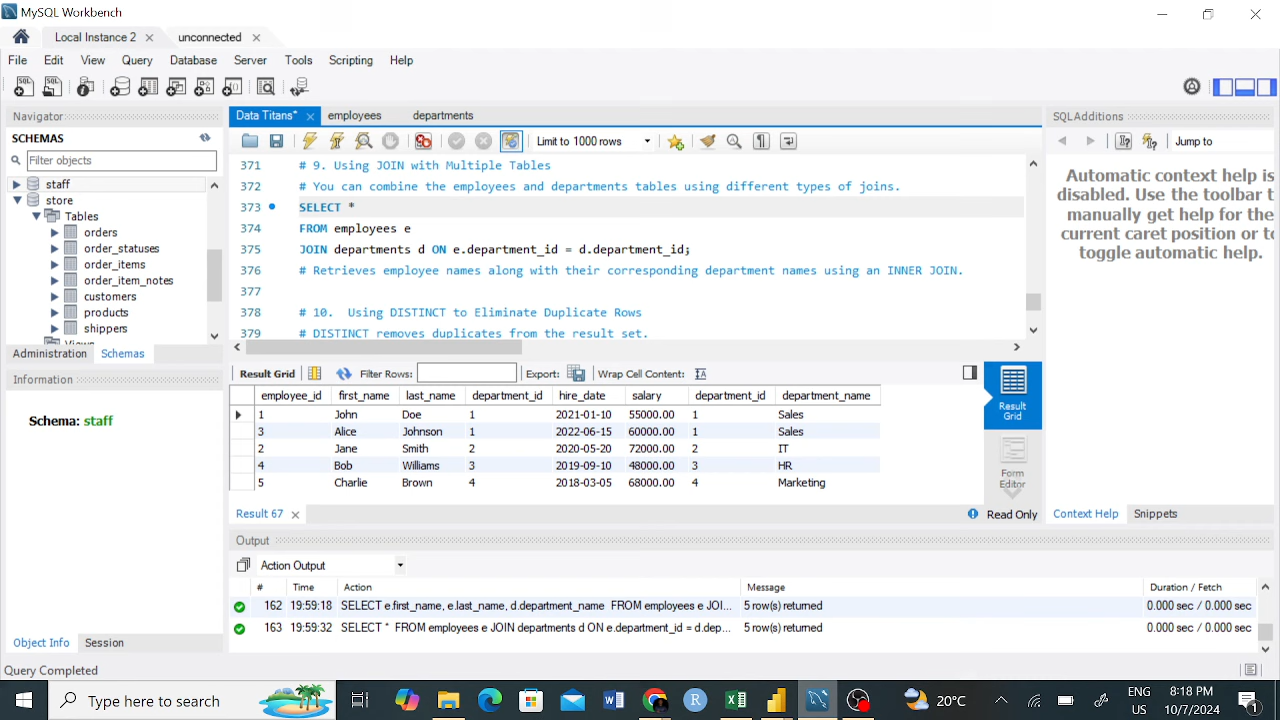 MySQL Workbench
Local Instance 2
unconnected
File Edit View Query Database Server Tools Scripting Help
Navigator
SCHEMAS
Filter objects
staff
store
Tables
orders
order_statuses
order_items
order_item_notes
customers
products
shippers
Administration Schemas
Information
Schema: staff
Object Info Session
Data Titans* employees departments
Limit to 1000 rows
371 # 9. Using JOIN with Multiple Tables
372 # You can combine the employees and departments tables using different types of joins.
373 SELECT *
374 FROM employees e
375 JOIN departments d ON e.department_id = d.department_id;
376 # Retrieves employee names along with their corresponding department names using an INNER JOIN.
377
378 # 10. Using DISTINCT to Eliminate Duplicate Rows
379 # DISTINCT removes duplicates from the result set.
Result Grid Filter Rows: Export: Wrap Cell Content:
employee_id first_name last_name department_id hire_date salary department_id department_name
1 John Doe 1 2021-01-10 55000.00 1 Sales
3 Alice Johnson 1 2022-06-15 60000.00 1 Sales
2 Jane Smith 2 2020-05-20 72000.00 2 IT
4 Bob Williams 3 2019-09-10 48000.00 3 HR
5 Charlie Brown 4 2018-03-05 68000.00 4 Marketing
Result Grid
Form Editor
Result 67
Read Only
SQLAdditions
Jump to
Automatic context help is
disabled. Use the toolbar t
manually get help for the
current caret position or to
toggle automatic help.
Context Help Snippets
Output
Action Output
# Time Action Message Duration / Fetch
162 19:59:18 SELECT e.first_name, e.last_name, d.department_name FROM employees e JOI... 5 row(s) returned 0.000 sec / 0.000 sec
163 19:59:32 SELECT * FROM employees e JOIN departments d ON e.department_id = d.dep... 5 row(s) returned 0.000 sec / 0.000 sec
Query Completed
Type here to search
20°C
ENG
US
8:18 PM
10/7/2024